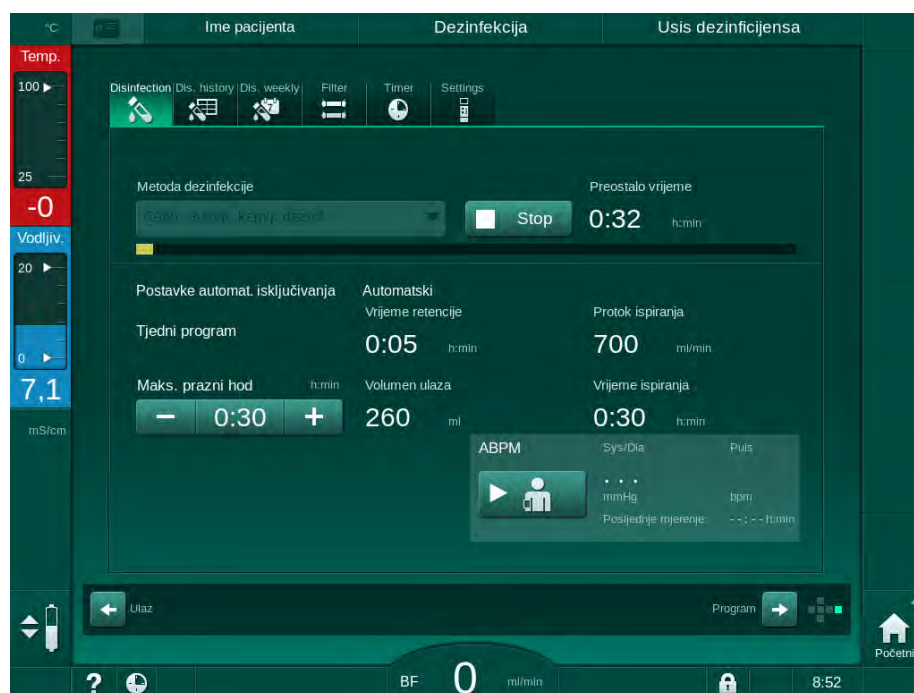 °C Ime pacijenta Dezinfekcija Usis dezinficijensa
Temp.
100
25
-0
Vodljiv.
20
0
7,1
mS/cm
Disinfection Dis. history Dis. weekly Filter Timer Settings
Metoda dezinfekcije Preostalo vrijeme
Stop 0:32 h:min
Postavke automat. isključivanja Automatski
Vrijeme retencije Protok ispiranja
Tjedni program
0:05 h:min 700 ml/min
Maks. prazni hod h:min Volumen ulaza Vrijeme ispiranja
− 0:30 + 260 ml 0:30 h:min
ABPM Sys/Dia Puls
. . .
mmHg bpm
Posljednje mjerenje: --:-- h:min
Ulaz Program
Početni
? BF 0 ml/min 8:52